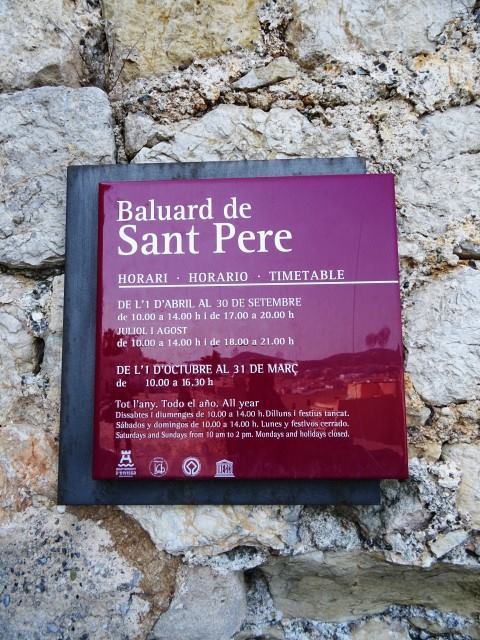 Baluard de
Sant Pere
HORARI · HORARIO · TIMETABLE
DE L'1 D'ABRIL AL 30 DE SETEMBRE
de 10.00 a 14.00 h i de 17.00 a 20.00 h
JULIOL I AGOST
de 10.00 a 14.00 h i de 18.00 a 21.00 h
DE L'1 D'OCTUBRE AL 31 DE MARÇ
de 10.00 a 16.30 h
Tot l'any. Todo el año. All year
Dissabtes i diumenges de 10.00 a 14.00 h. Dilluns i festius tancat.
Sábados y domingos de 10.00 a 14.00 h. Lunes y festivos cerrado.
Saturdays and Sundays from 10 am to 2 pm. Mondays and holidays closed.